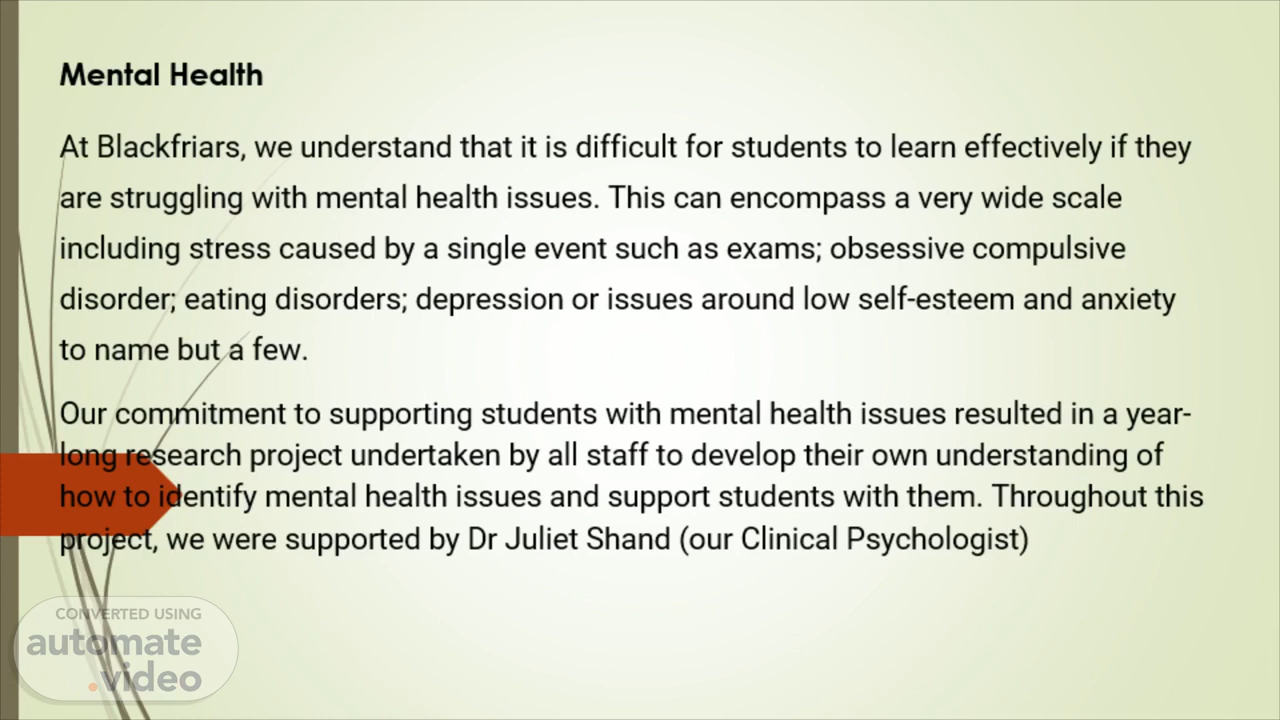 Mental Health
At Blackfriars, we understand that it is difficult for students to learn effectively if they
are struggling with mental health issues. This can encompass a very wide scale
including stress caused by a single event such as exams; obsessive compulsive
disorder; eating disorders; depression or issues around low self-esteem and anxiety
to name but a few.
Our commitment to supporting students with mental health issues resulted in a year-
long research project undertaken by all staff to develop their own understanding of
how to identify mental health issues and support students with them. Throughout this
project, we were supported by Dr Juliet Shand (our Clinical Psychologist)
CONVERTED USING
automate
.video